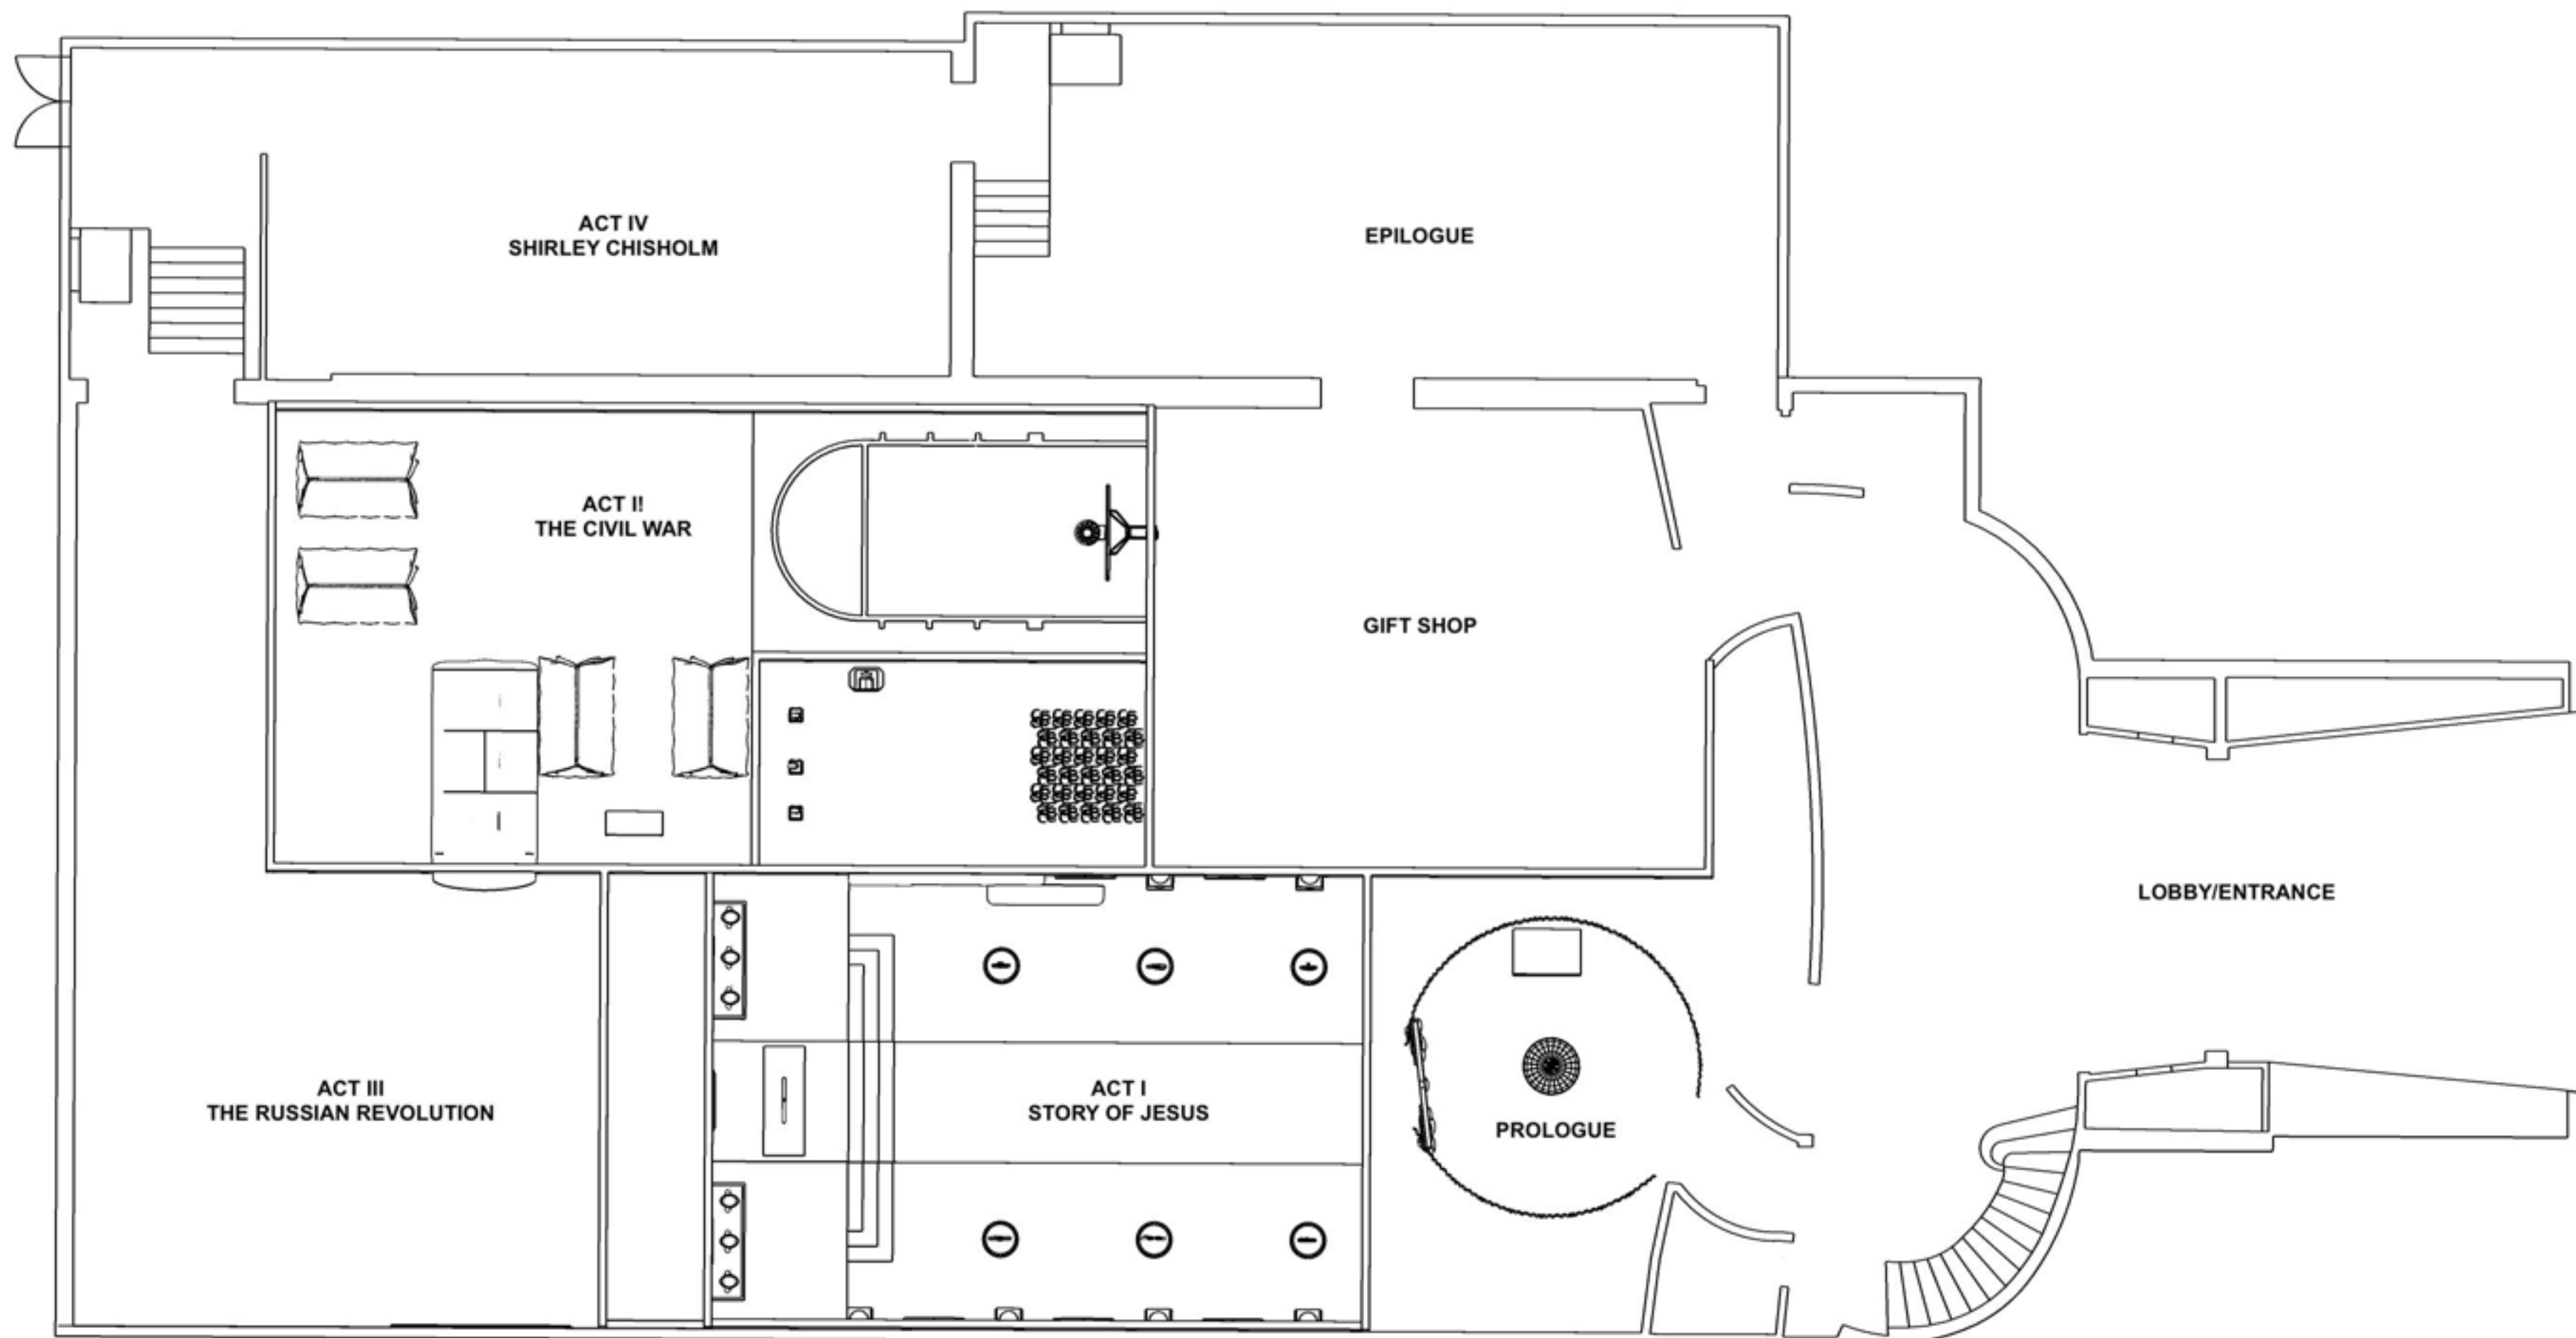 ACT IV
SHIRLEY CHISHOLM
EPILOGUE
ACT I!
THE CIVIL WAR
GIFT SHOP
LOBBY/ENTRANCE
ACT III
THE RUSSIAN REVOLUTION
ACT I
STORY OF JESUS
PROLOGUE